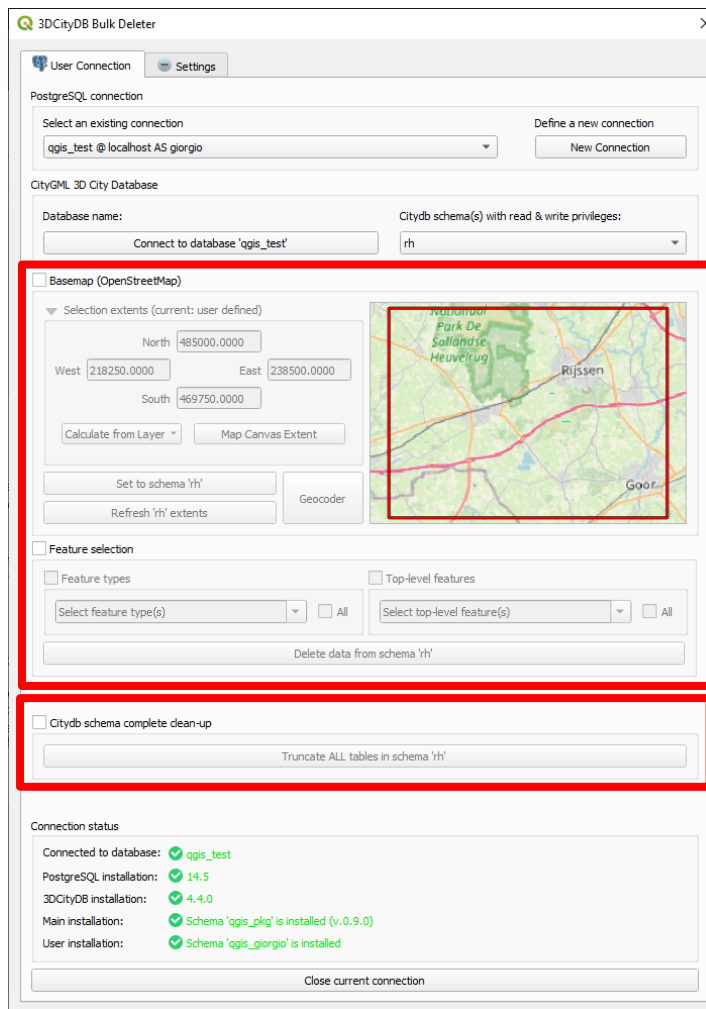 3DCityDB Bulk Deleter
User Connection
Settings
PostgreSQL connection
Select an existing connection
Define a new connection
qgis_test @ localhost AS giorgio
New Connection
CityGML 3D City Database
Database name:
Citydb schema(s) with read & write privileges:
Connect to database 'qgis_test'
rh
Basemap (OpenStreetMap)
Selection extents (current: user defined)
North 485000.0000
West 218250.0000
East 238500.0000
South 469750.0000
Calculate from Layer
Map Canvas Extent
Set to schema 'rh'
Refresh 'rh' extents
Geocoder
Nationaal
Park De
Sallandse
Heuvelrug
Rijssen
Goor
Feature selection
Feature types
Top-level features
Select feature type(s)
All
Select top-level feature(s)
All
Delete data from schema 'rh'
Citydb schema complete clean-up
Truncate ALL tables in schema 'rh'
Connection status
Connected to database: qgis_test
PostgreSQL installation: 14.5
3DCityDB installation: 4.4.0
Main installation: Schema 'qgis_pkg' is installed (v.0.9.0)
User installation: Schema 'qgis_giorgio' is installed
Close current connection